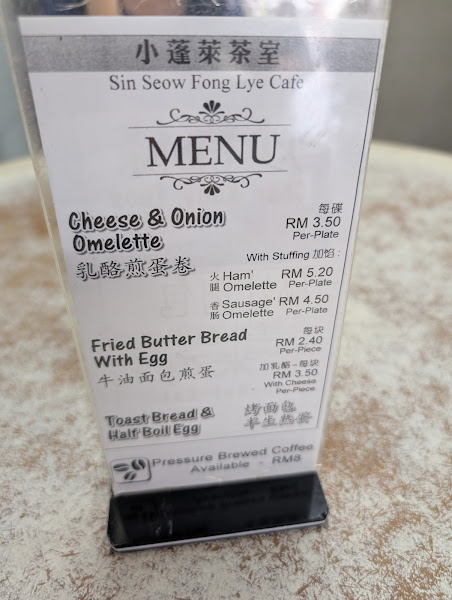 小蓬萊茶室
Sin Seow Fong Lye Cafe
MENU
Cheese & Onion
Omelette
乳酪煎蛋卷
每碟
RM 3.50
Per-Plate
With Stuffing 加馅 :
火腿 Ham' Omelette RM 5.20 Per-Plate
香肠 Sausage' Omelette RM 4.50 Per-Plate
Fried Butter Bread
With Egg
牛油面包煎蛋
每块
RM 2.40
Per-Piece
加乳酪-每块
RM 3.50
With Cheese
Per-Piece
Toast Bread &
Half Boil Egg
烤面包
半生熟蛋
Pressure Brewed Coffee
Available - RM8